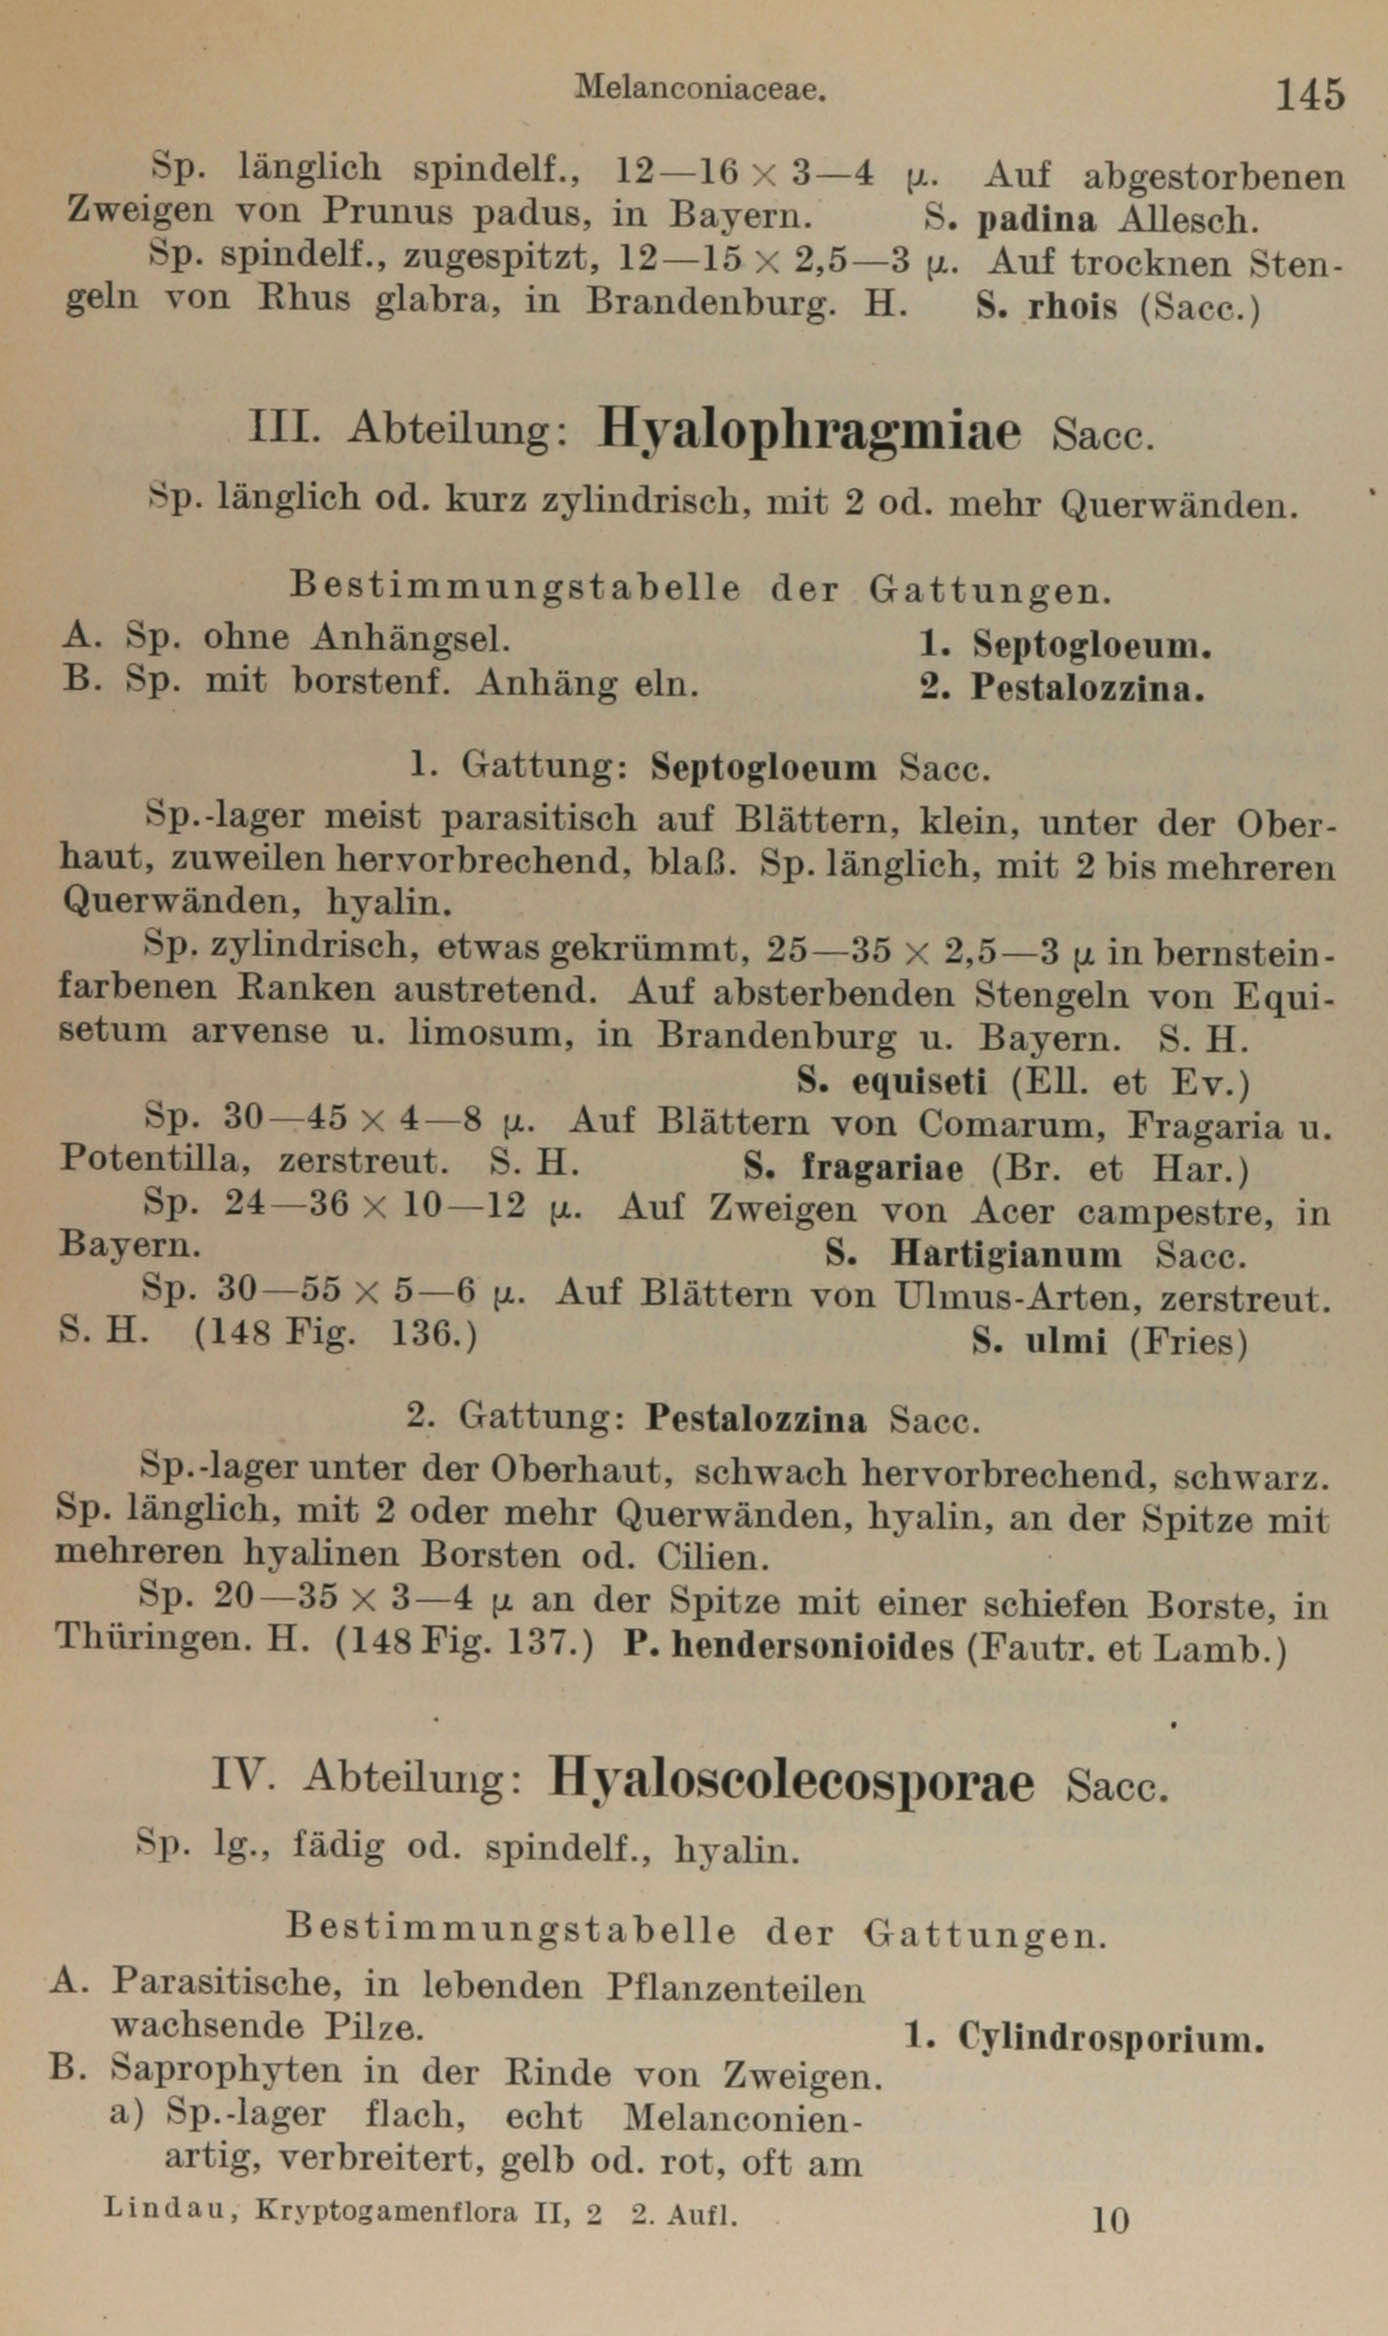 Melanconiaceae. 145
Sp. länglich spindelf., 12—16 × 3—4 μ. Auf abgestorbenen
Zweigen von Prunus padus, in Bayern. S. padina Allesch.
Sp. spindelf., zugespitzt, 12—15 × 2,5—3 μ. Auf trocknen Sten-
geln von Rhus glabra, in Brandenburg. H. S. rhois (Sacc.)
III. Abteilung: Hyalophragmiae Sacc.
Sp. länglich od. kurz zylindrisch, mit 2 od. mehr Querwänden.
Bestimmungstabelle der Gattungen.
A. Sp. ohne Anhängsel. 1. Septogloeum.
B. Sp. mit borstenf. Anhäng eln. 2. Pestalozzina.
1. Gattung: Septogloeum Sacc.
Sp.-lager meist parasitisch auf Blättern, klein, unter der Ober-
haut, zuweilen hervorbrechend, blaß. Sp. länglich, mit 2 bis mehreren
Querwänden, hyalin.
Sp. zylindrisch, etwas gekrümmt, 25—35 × 2,5—3 μ in bernstein-
farbenen Ranken austretend. Auf absterbenden Stengeln von Equi-
setum arvense u. limosum, in Brandenburg u. Bayern. S. H.
S. equiseti (Ell. et Ev.)
Sp. 30—45 × 4—8 μ. Auf Blättern von Comarum, Fragaria u.
Potentilla, zerstreut. S. H. S. fragariae (Br. et Har.)
Sp. 24—36 × 10—12 μ. Auf Zweigen von Acer campestre, in
Bayern. S. Hartigianum Sacc.
Sp. 30—55 × 5—6 μ. Auf Blättern von Ulmus-Arten, zerstreut.
S. H. (148 Fig. 136.) S. ulmi (Fries)
2. Gattung: Pestalozzina Sacc.
Sp.-lager unter der Oberhaut, schwach hervorbrechend, schwarz.
Sp. länglich, mit 2 oder mehr Querwänden, hyalin, an der Spitze mit
mehreren hyalinen Borsten od. Cilien.
Sp. 20—35 × 3—4 μ an der Spitze mit einer schiefen Borste, in
Thüringen. H. (148 Fig. 137.) P. hendersonioides (Fautr. et Lamb.)
IV. Abteilung: Hyaloscolecosporae Sacc.
Sp. lg., fädig od. spindelf., hyalin.
Bestimmungstabelle der Gattungen.
A. Parasitische, in lebenden Pflanzenteilen
wachsende Pilze. 1. Cylindrosporium.
B. Saprophyten in der Rinde von Zweigen.
a) Sp.-lager flach, echt Melanconien-
artig, verbreitert, gelb od. rot, oft am
Lindau, Kryptogamenflora II, 2 2. Aufl. 10